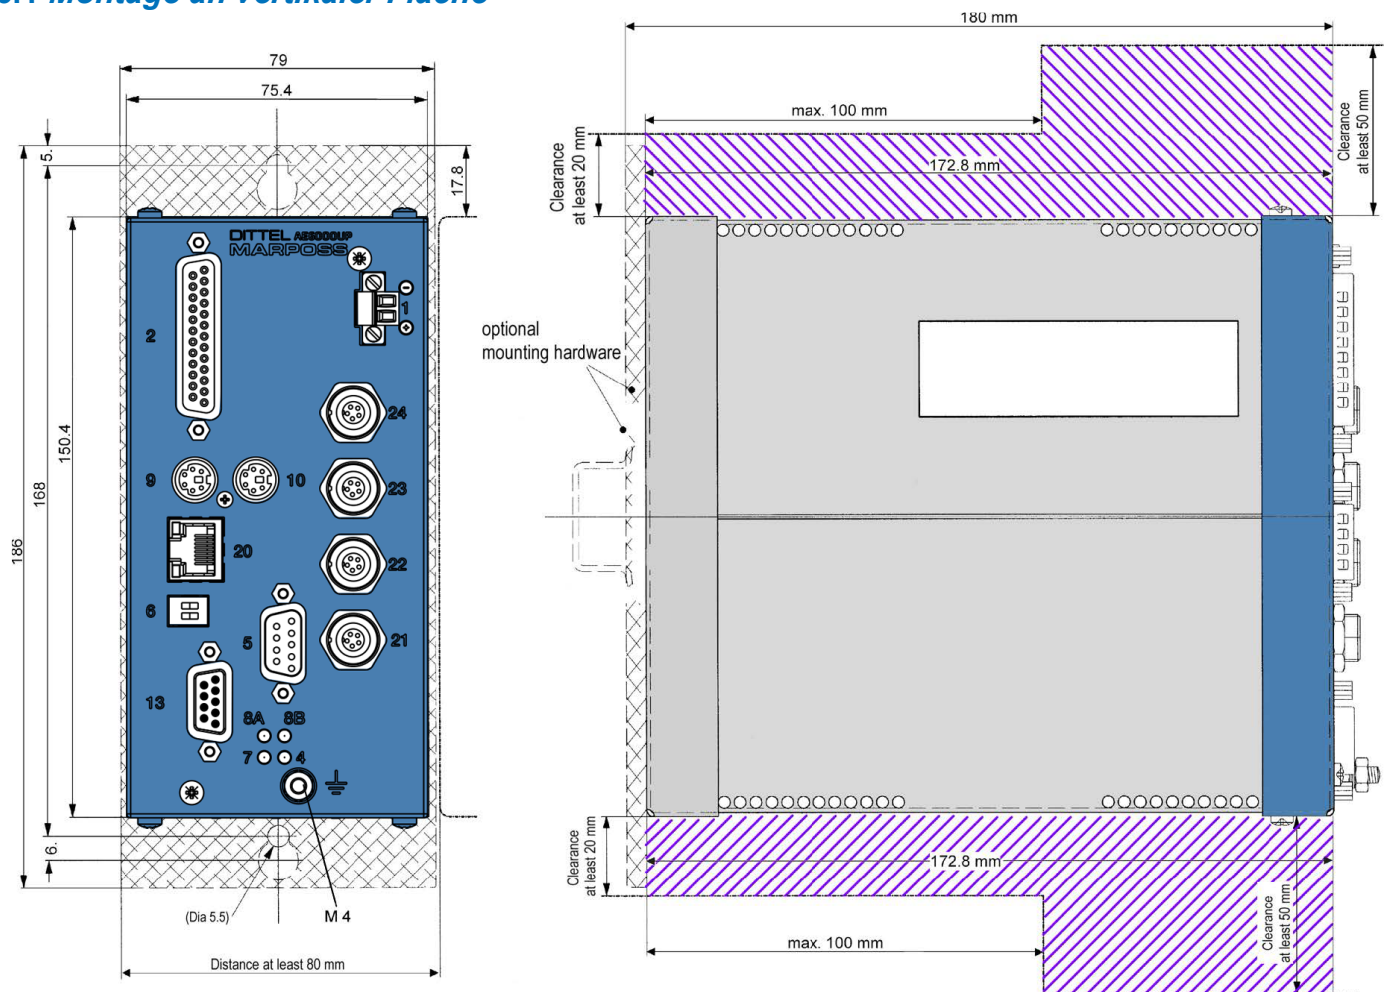 Montage an vertikaler Fläche
180 mm
79
75.4
max. 100 mm
172.8 mm
Clearance
at least 20 mm
Clearance
at least 50 mm
5.
17.8
DITTEL AE6000UP
MARPOSS
2
1
optional
mounting hardware
24
150.4
168
186
9
10
23
20
22
6
5
21
13
8A 8B
7
4
6.
(Dia 5.5)
M 4
Distance at least 80 mm
Clearance
at least 20 mm
172.8 mm
max. 100 mm
Clearance
at least 50 mm